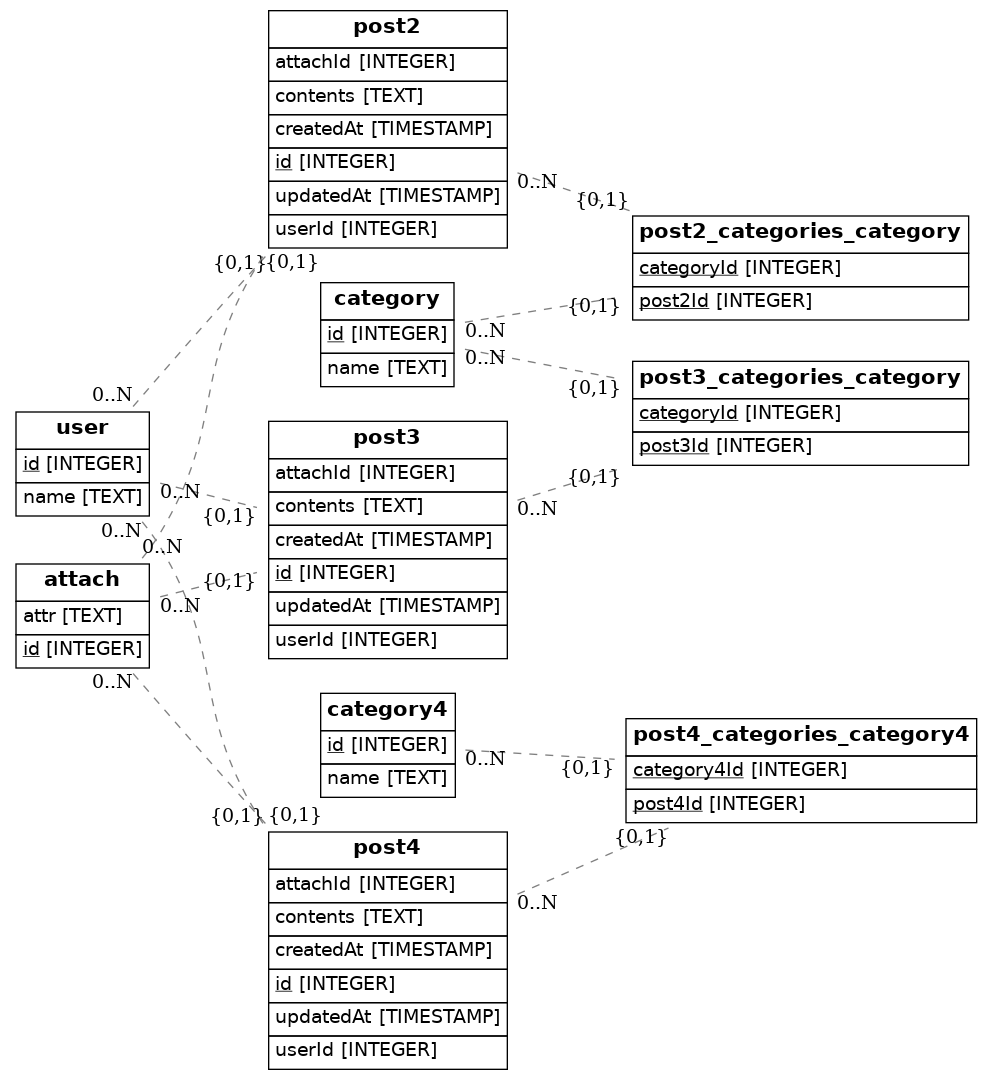 post2
attachId [INTEGER]
contents [TEXT]
createdAt [TIMESTAMP]
id [INTEGER]
updatedAt [TIMESTAMP]
userId [INTEGER]
0..N
{0,1}
post2_categories_category
categoryId [INTEGER]
post2Id [INTEGER]
{0,1}
{0,1}
category
id [INTEGER]
name [TEXT]
0..N
{0,1}
0..N
{0,1}
post3_categories_category
categoryId [INTEGER]
post3Id [INTEGER]
0..N
user
id [INTEGER]
name [TEXT]
post3
attachId [INTEGER]
contents [TEXT]
createdAt [TIMESTAMP]
id [INTEGER]
updatedAt [TIMESTAMP]
userId [INTEGER]
0..N
{0,1}
{0,1}
0..N
0..N
0..N
attach
attr [TEXT]
id [INTEGER]
{0,1}
0..N
0..N
category4
id [INTEGER]
name [TEXT]
0..N
{0,1}
post4_categories_category4
category4Id [INTEGER]
post4Id [INTEGER]
{0,1}
{0,1}
{0,1}
0..N
post4
attachId [INTEGER]
contents [TEXT]
createdAt [TIMESTAMP]
id [INTEGER]
updatedAt [TIMESTAMP]
userId [INTEGER]